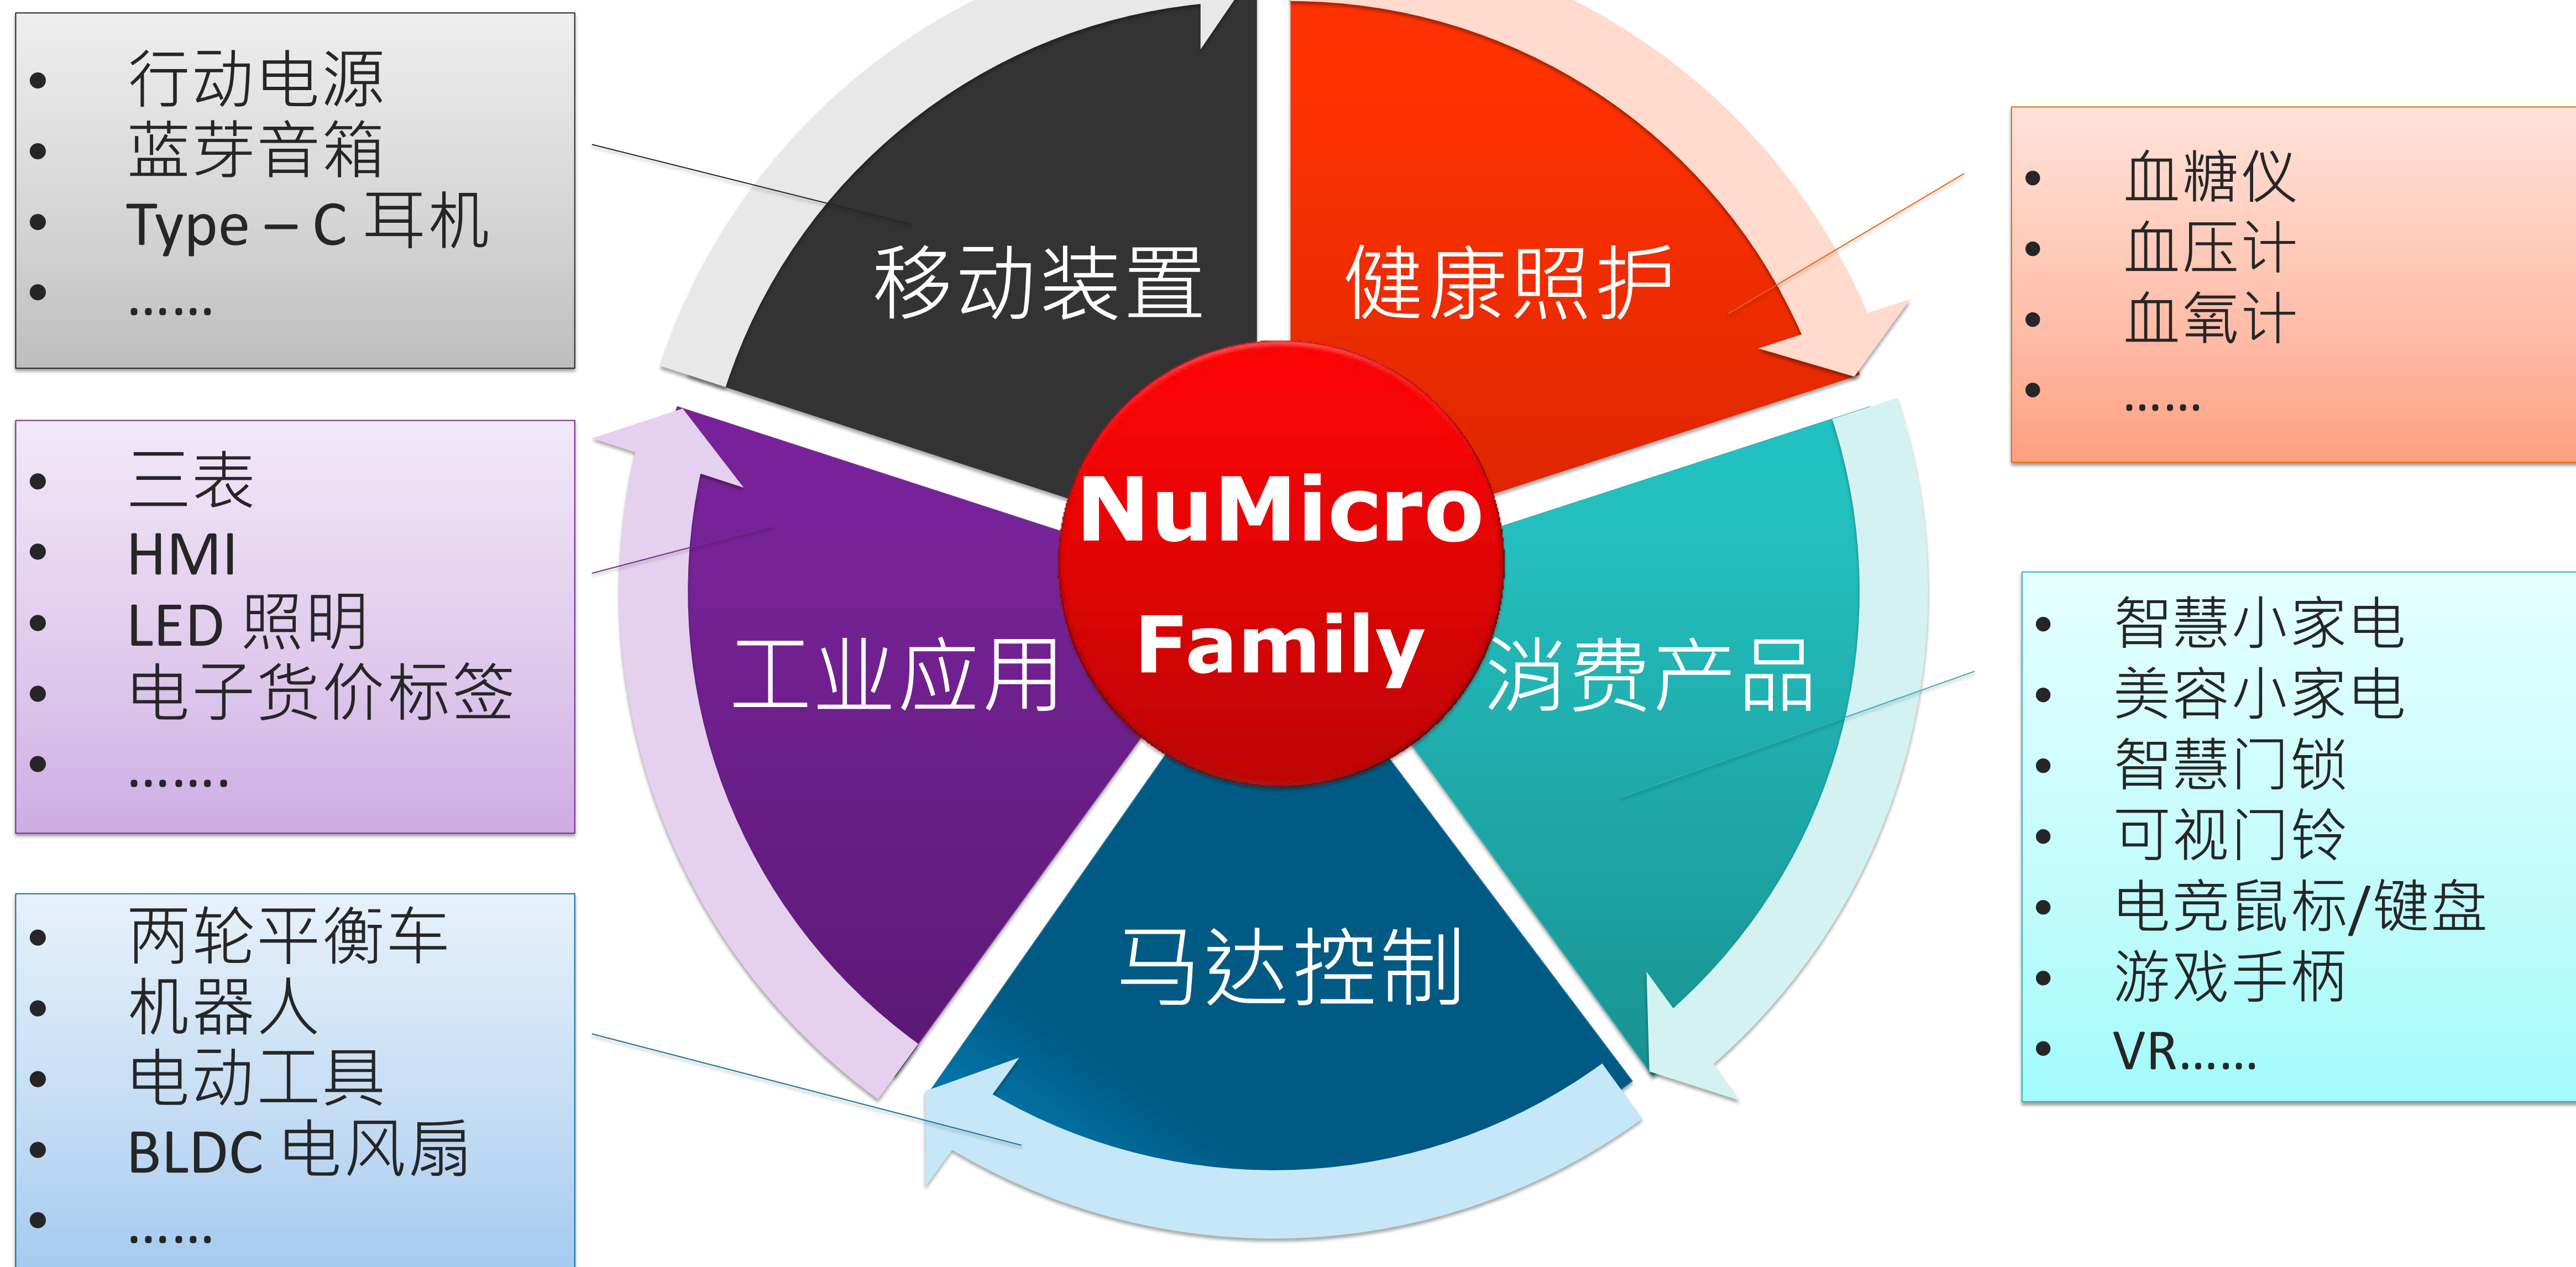 • 行动电源
• 蓝芽音箱
• Type – C 耳机
• ......
• 三表
• HMI
• LED 照明
• 电子货价标签
• .......
• 两轮平衡车
• 机器人
• 电动工具
• BLDC 电风扇
• ......
移动装置
健康照护
NuMicro
Family
工业应用
消费产品
马达控制
• 血糖仪
• 血压计
• 血氧计
• ......
• 智慧小家电
• 美容小家电
• 智慧门锁
• 可视门铃
• 电竞鼠标/键盘
• 游戏手柄
• VR......